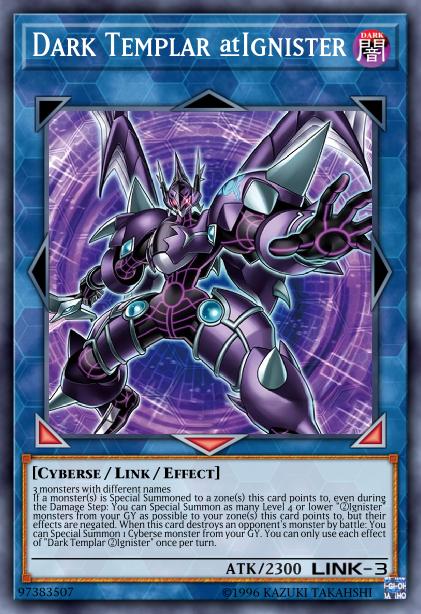 Dark Templar @Ignister
DARK
闇
[Cyberse / Link / Effect]
3 monsters with different names
If a monster(s) is Special Summoned to a zone(s) this card points to, even during
the Damage Step: You can Special Summon as many Level 4 or lower "@Ignister"
monsters from your GY as possible to your zone(s) this card points to, but their
effects are negated. When this card destroys an opponent's monster by battle: You
can Special Summon 1 Cyberse monster from your GY. You can only use each effect
of "Dark Templar @Ignister" once per turn.
ATK/2300 LINK-3
97383507 ©1996 KAZUKI TAKAHSHI